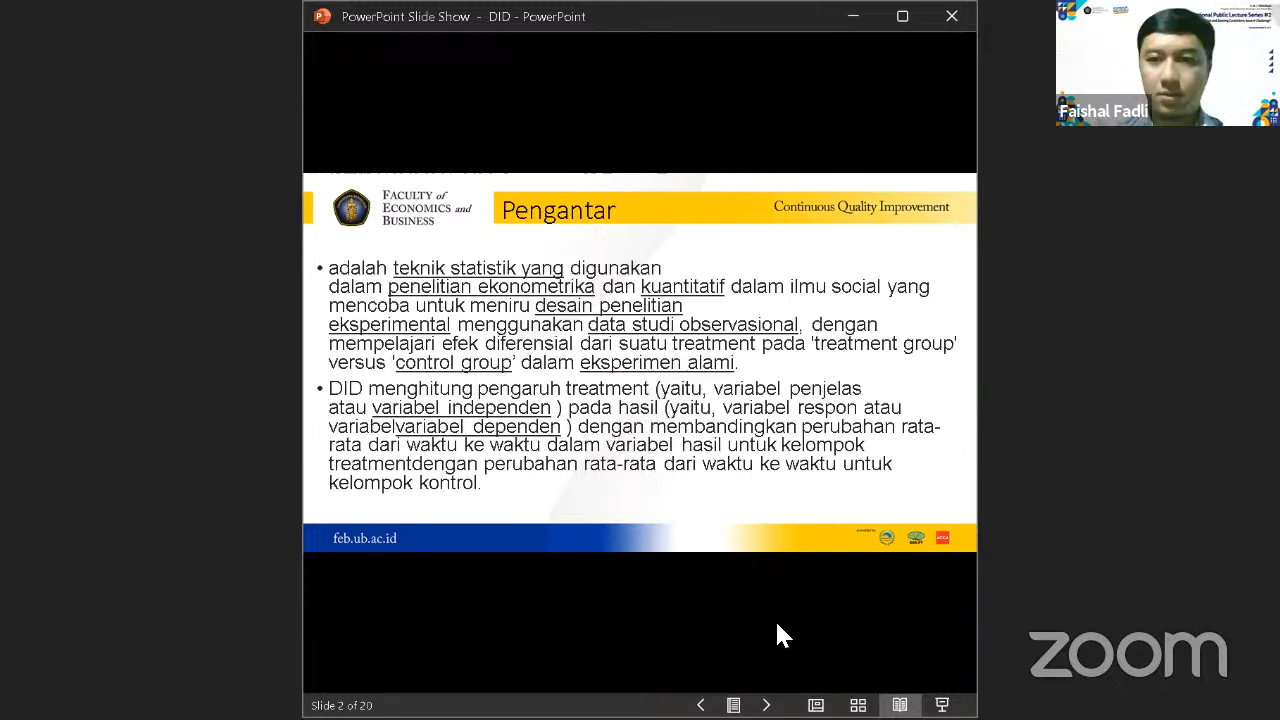 PowerPoint Slide Show - DID - PowerPoint
Faishal Fadli
FACULTY of
ECONOMICS and
BUSINESS
Pengantar
Continuous Quality Improvement
• adalah teknik statistik yang digunakan
dalam penelitian ekonometrika dan kuantitatif dalam ilmu social yang
mencoba untuk meniru desain penelitian
eksperimental menggunakan data studi observasional, dengan
mempelajari efek diferensial dari suatu treatment pada 'treatment group'
versus 'control group' dalam eksperimen alami.
• DID menghitung pengaruh treatment (yaitu, variabel penjelas
atau variabel independen ) pada hasil (yaitu, variabel respon atau
variabelvariabel dependen ) dengan membandingkan perubahan rata-
rata dari waktu ke waktu dalam variabel hasil untuk kelompok
treatmentdengan perubahan rata-rata dari waktu ke waktu untuk
kelompok kontrol.
feb.ub.ac.id
ACCA
zoom
Slide 2 of 20